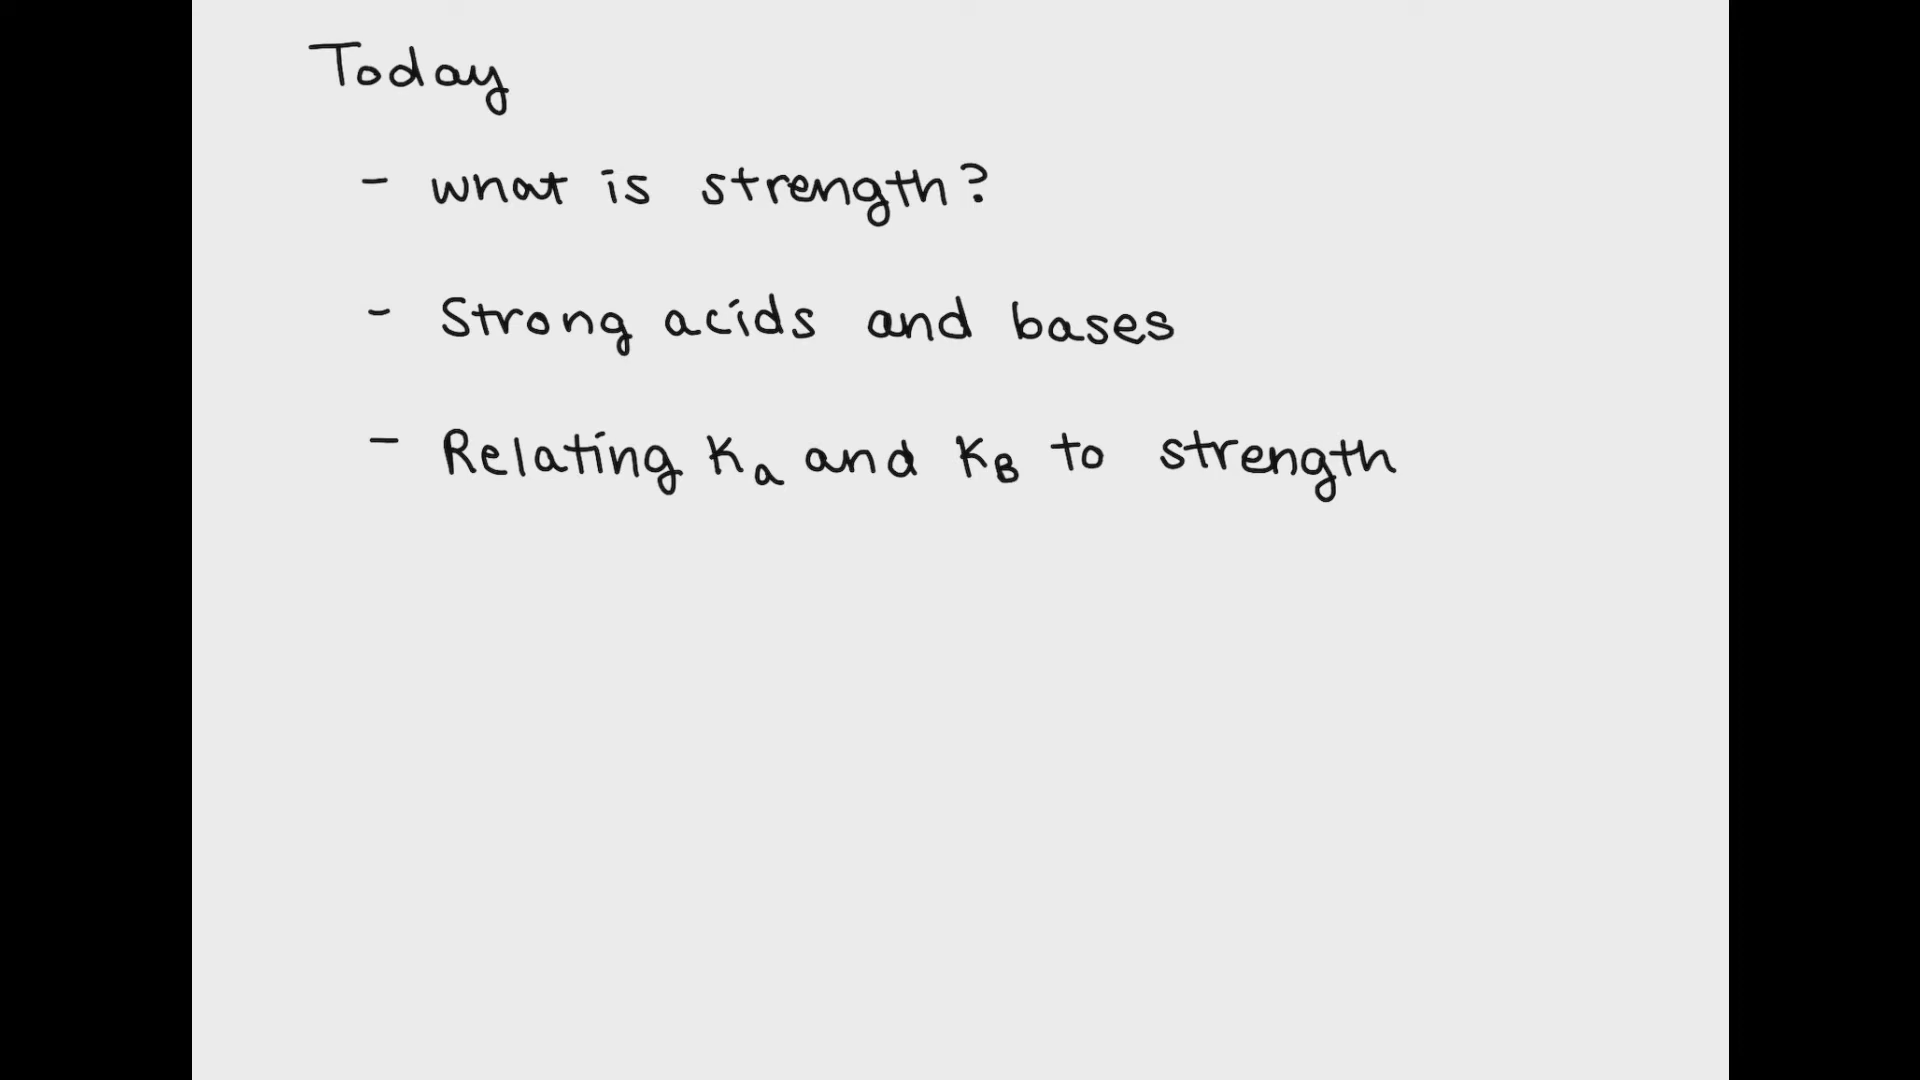 Today
- what is strength?
- Strong acids and bases
- Relating Ka and KB to strength